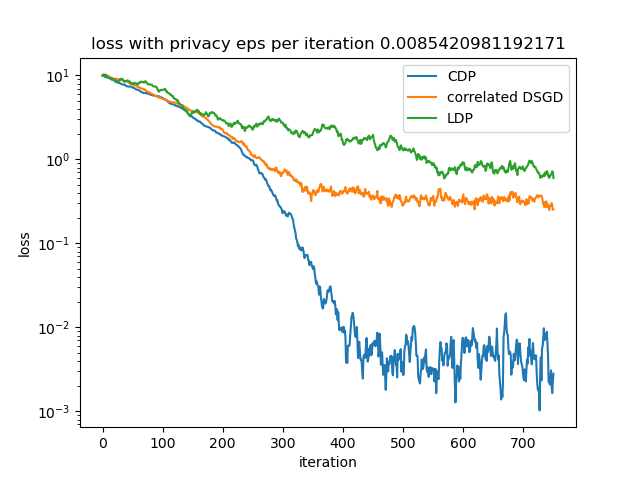 loss with privacy eps per iteration 0.0085420981192171
CDP
correlated DSGD
LDP
10¹
10⁰
10⁻¹
10⁻²
10⁻³
loss
0 100 200 300 400 500 600 700
iteration